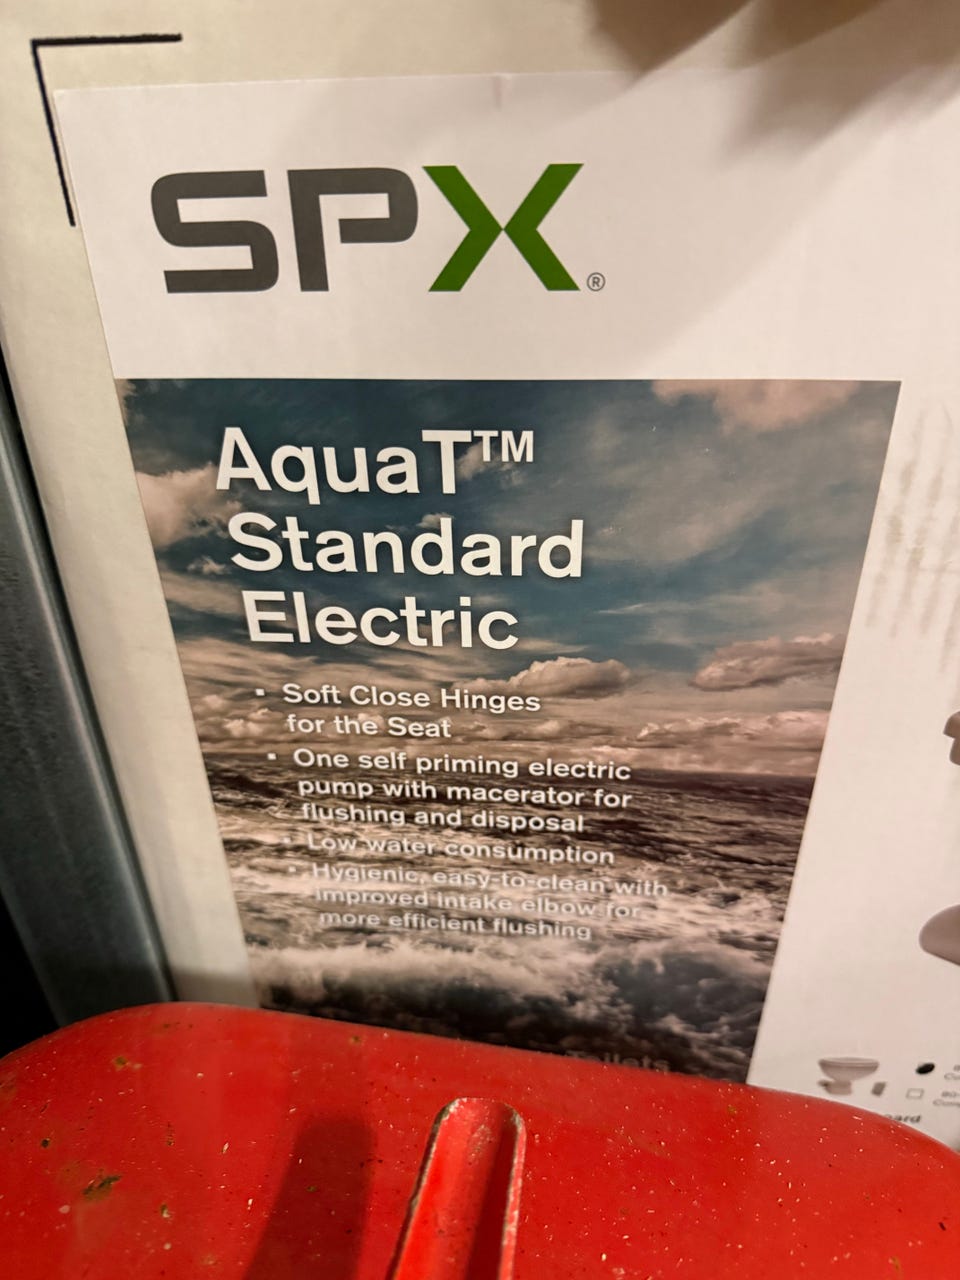 SPX®
AquaT™
Standard
Electric
▪ Soft Close Hinges
for the Seat
▪ One self priming electric
pump with macerator for
flushing and disposal
▪ Low water consumption
▪ Hygienic, easy-to-clean with
improved intake elbow for
more efficient flushing
Toilets